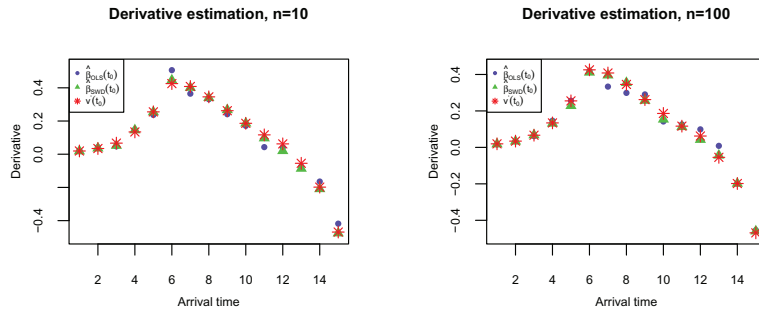 Derivative estimation, n=10
β̂OLS(t0)
β̂SWD(t0)
v'(t0)
Derivative
0.4
0.2
0.0
−0.4
2 4 6 8 10 12 14
Arrival time
Derivative estimation, n=100
β̂OLS(t0)
β̂SWD(t0)
v'(t0)
Derivative
0.4
0.2
0.0
−0.2
−0.4
2 4 6 8 10 12 14
Arrival time